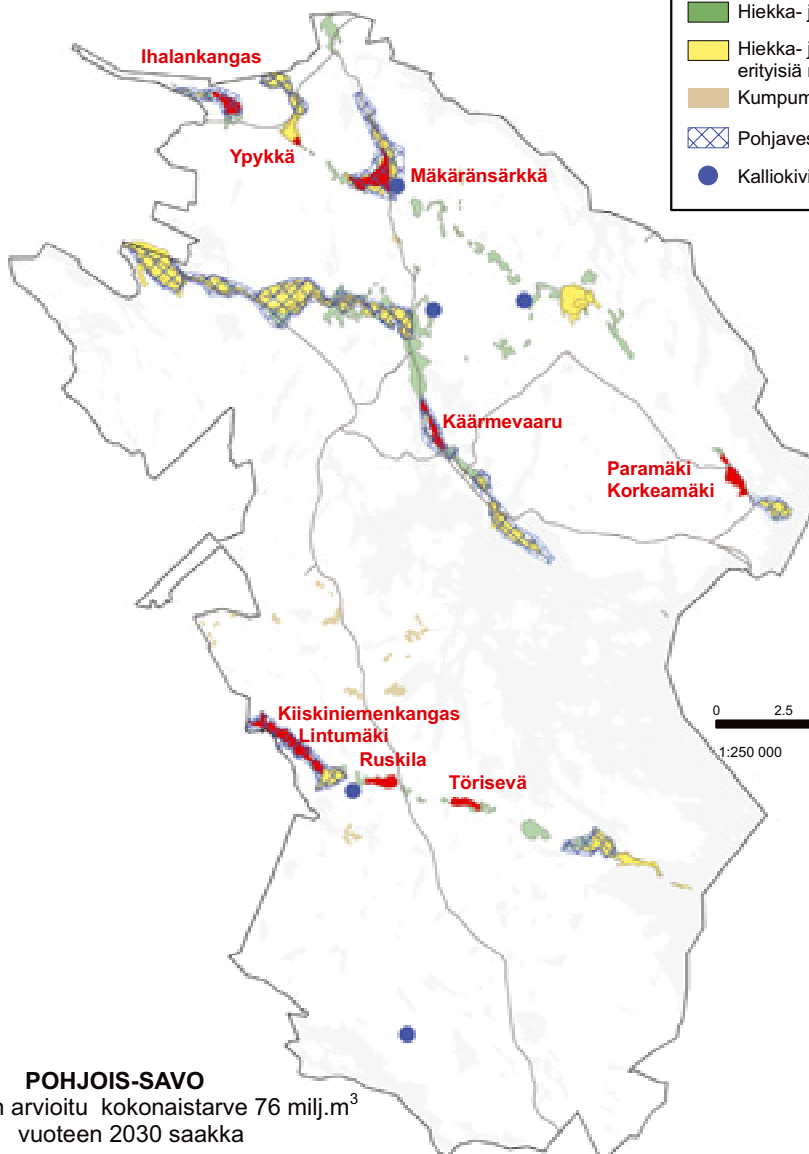 Hiekka- j
Hiekka- j
erityisiä
Kumpum
Pohjaves
Kalliokivi
Ihalankangas
Ypykkä
Mäkäränsärkkä
Käärmevaaru
Paramäki
Korkeamäki
0 2.5
1:250 000
Kiiskiniemenkangas
Lintumäki
Ruskila
Törisevä
POHJOIS-SAVO
n arvioitu kokonaistarve 76 milj.m³
vuoteen 2030 saakka